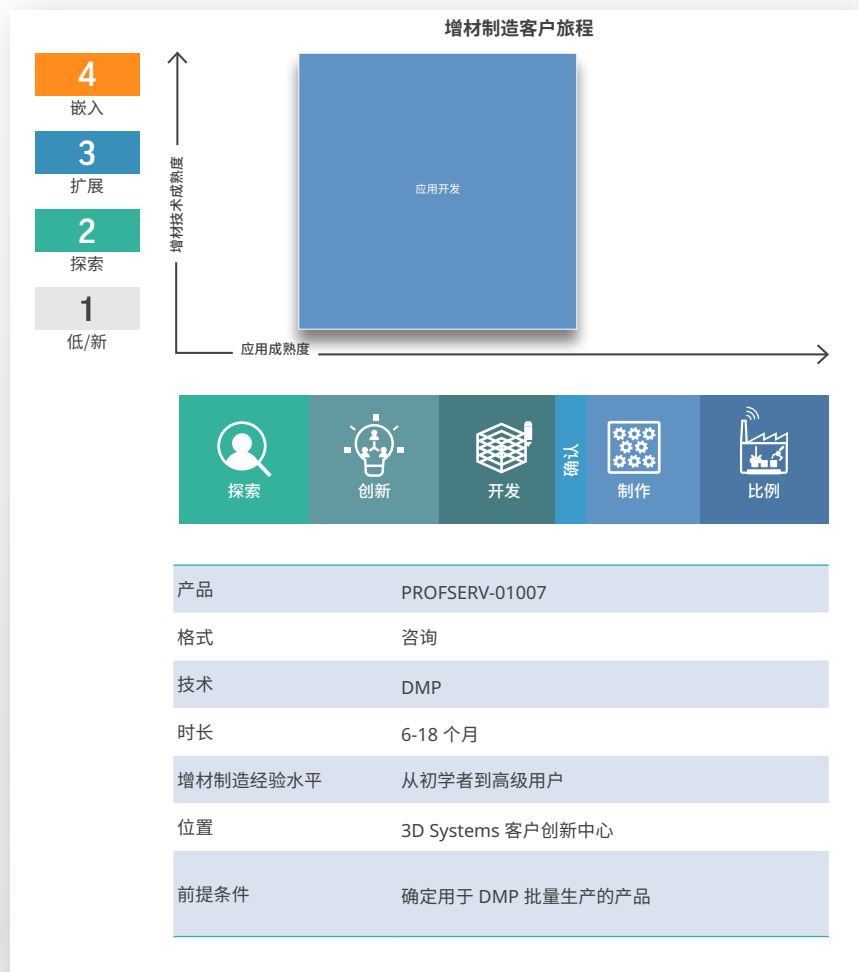 增材制造客户旅程
4
嵌入
3
扩展
2
探索
1
低/新
增材技术成熟度
应用开发
应用成熟度
探索
创新
开发
确认
制作
比例
产品 PROFSERV-01007
格式 咨询
技术 DMP
时长 6-18 个月
增材制造经验水平 从初学者到高级用户
位置 3D Systems 客户创新中心
前提条件 确定用于 DMP 批量生产的产品